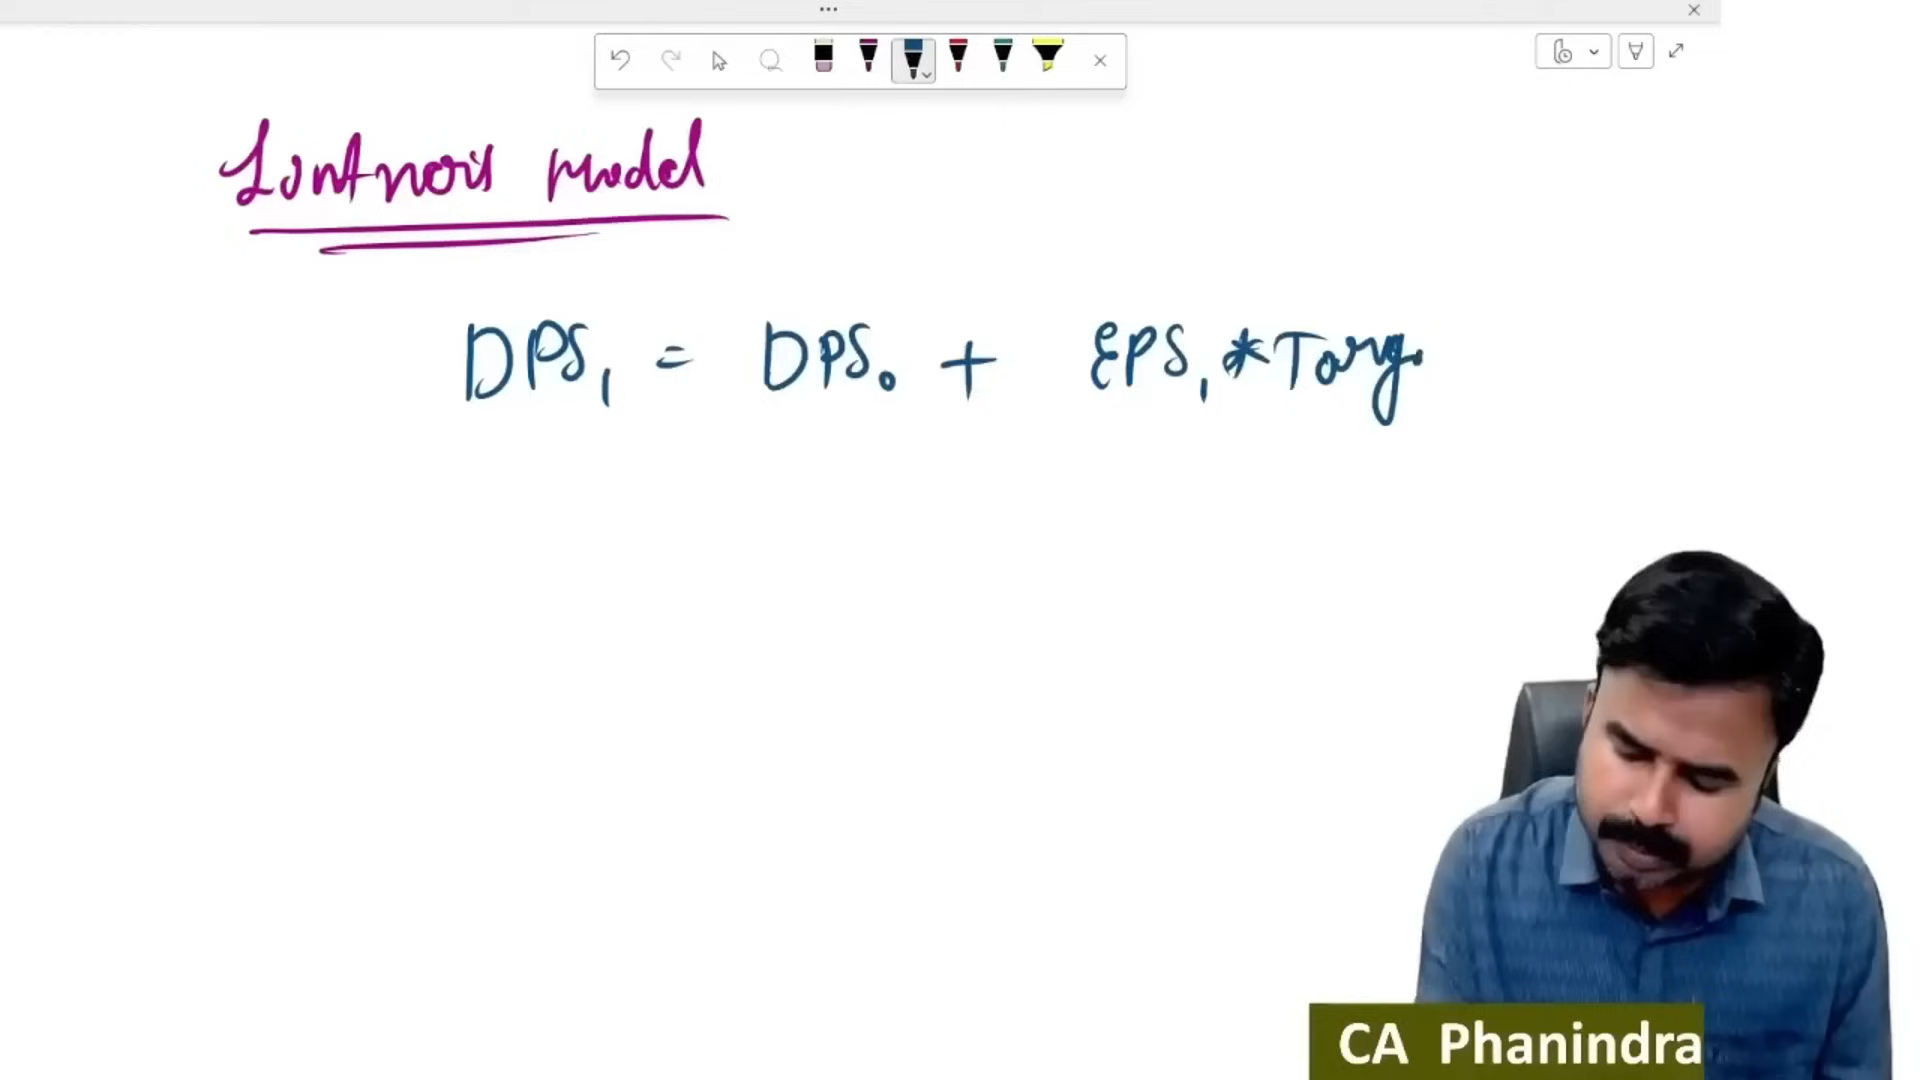 Lintner's model
DPS₁ = DPS₀ + EPS₁ * Targ
CA Phanindra